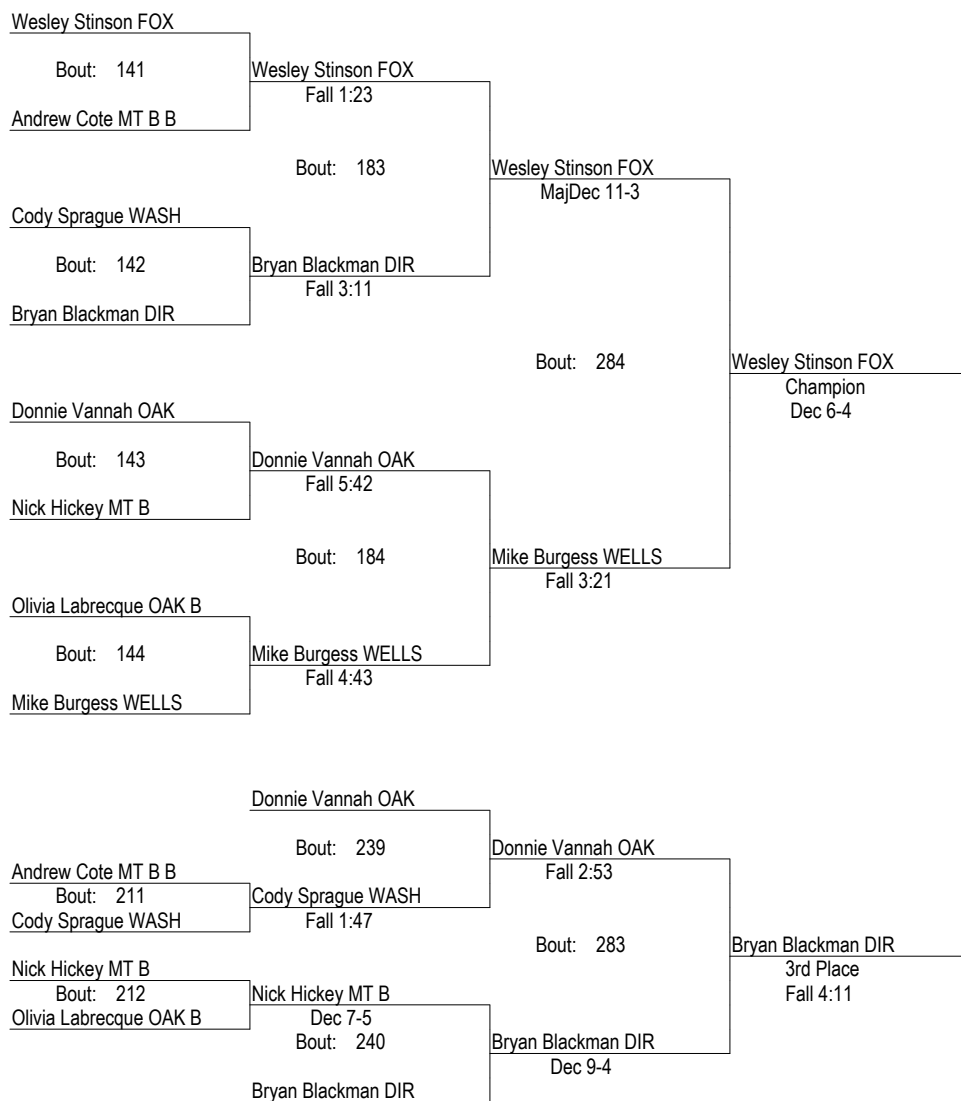 Wesley Stinson FOX
Bout: 141
Wesley Stinson FOX
Fall 1:23
Andrew Cote MT B B
Bout: 183
Wesley Stinson FOX
MajDec 11-3
Cody Sprague WASH
Bout: 142
Bryan Blackman DIR
Fall 3:11
Bryan Blackman DIR
Bout: 284
Wesley Stinson FOX
Champion
Dec 6-4
Donnie Vannah OAK
Bout: 143
Donnie Vannah OAK
Fall 5:42
Nick Hickey MT B
Bout: 184
Mike Burgess WELLS
Fall 3:21
Olivia Labrecque OAK B
Bout: 144
Mike Burgess WELLS
Fall 4:43
Mike Burgess WELLS
Donnie Vannah OAK
Bout: 239
Donnie Vannah OAK
Fall 2:53
Andrew Cote MT B B
Bout: 211
Cody Sprague WASH
Fall 1:47
Cody Sprague WASH
Bout: 283
Bryan Blackman DIR
3rd Place
Fall 4:11
Nick Hickey MT B
Bout: 212
Nick Hickey MT B
Dec 7-5
Olivia Labrecque OAK B
Bout: 240
Bryan Blackman DIR
Dec 9-4
Bryan Blackman DIR